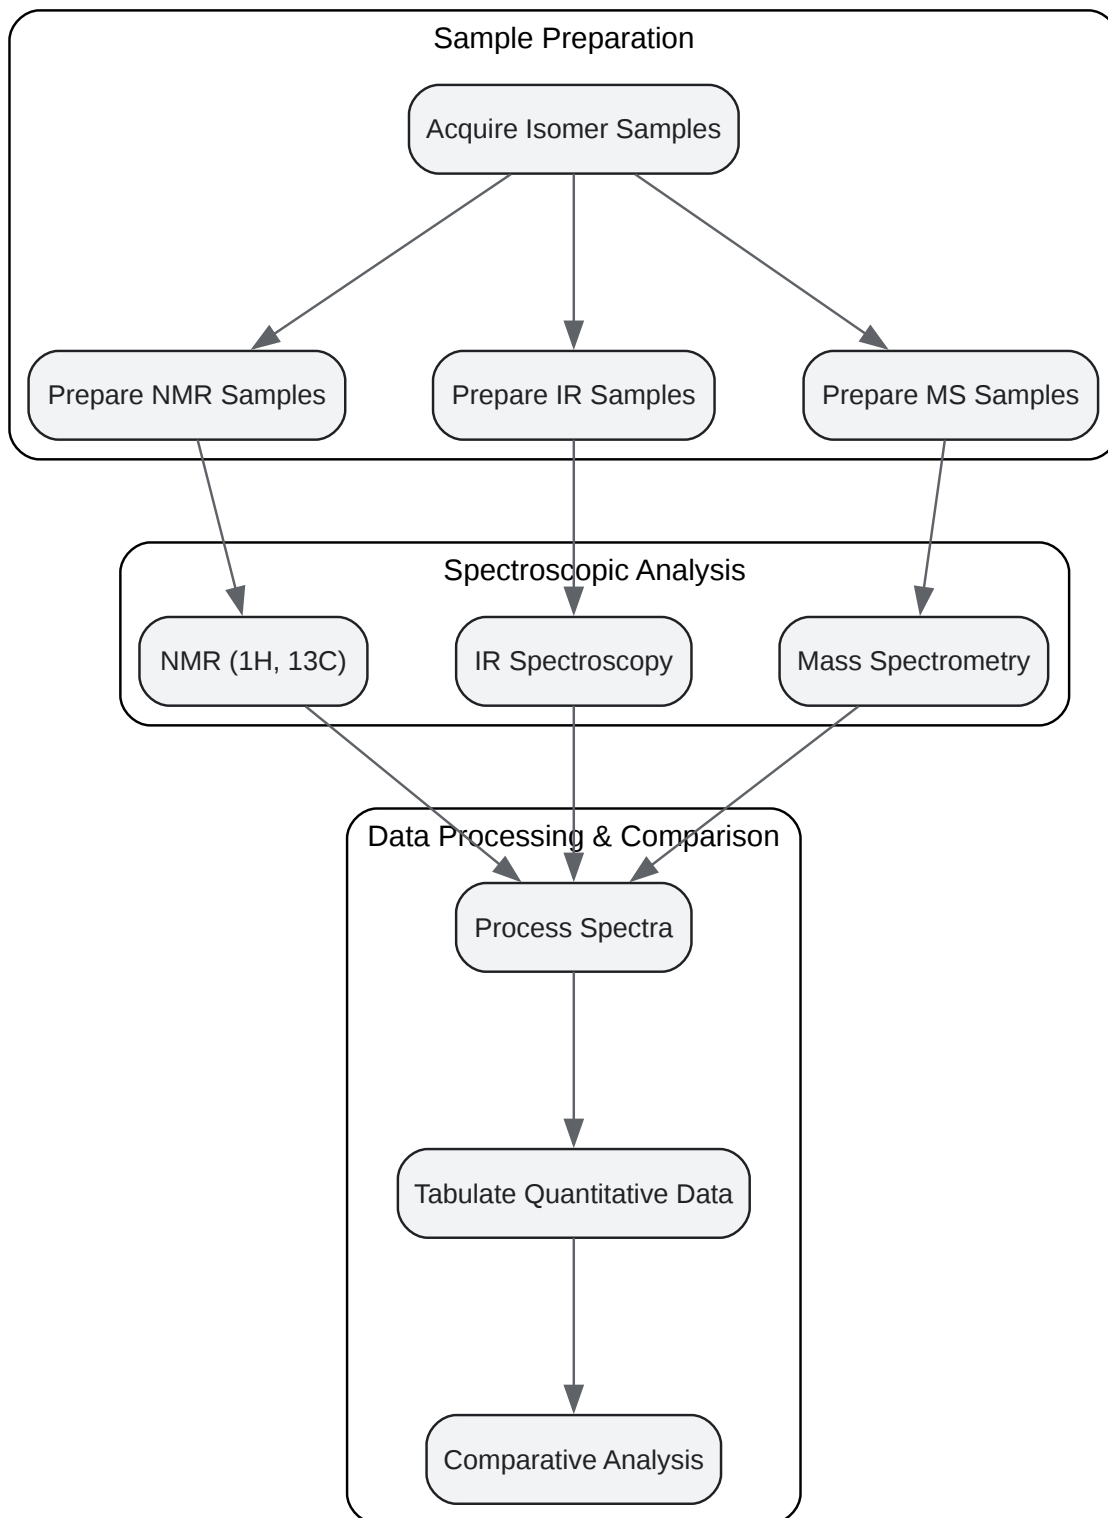 Sample Preparation
Acquire Isomer Samples
Prepare NMR Samples
Prepare IR Samples
Prepare MS Samples
Spectroscopic Analysis
NMR (1H, 13C)
IR Spectroscopy
Mass Spectrometry
Data Processing & Comparison
Process Spectra
Tabulate Quantitative Data
Comparative Analysis